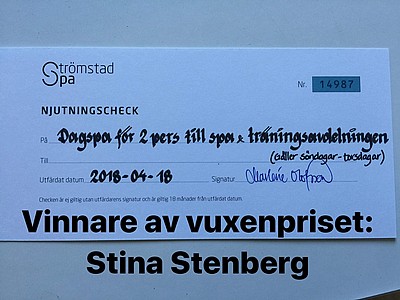 Strömstad
Spa
Nr. 14987
NJUTNINGSCHECK
På Dagspa för 2 pers till spa & träningsavdelningen
Till (Gäller söndagar-torsdagar)
Utfärdat datum 2018-04-18 Signatur
Checken är ej giltig utan utfärdarens signatur och är giltig 18 månader från utfärdat datum
Vinnare av vuxenpriset:
Stina Stenberg